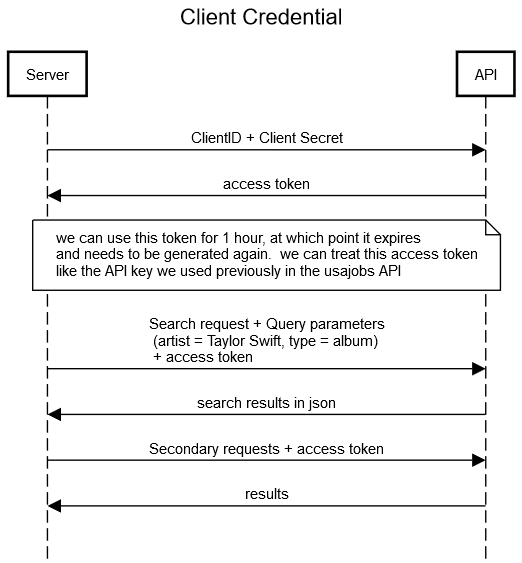 Client Credential
Server
API
ClientID + Client Secret
access token
we can use this token for 1 hour, at which point it expires
and needs to be generated again.  we can treat this access token
like the API key we used previously in the usajobs API
Search request + Query parameters
(artist = Taylor Swift, type = album)
+ access token
search results in json
Secondary requests + access token
results